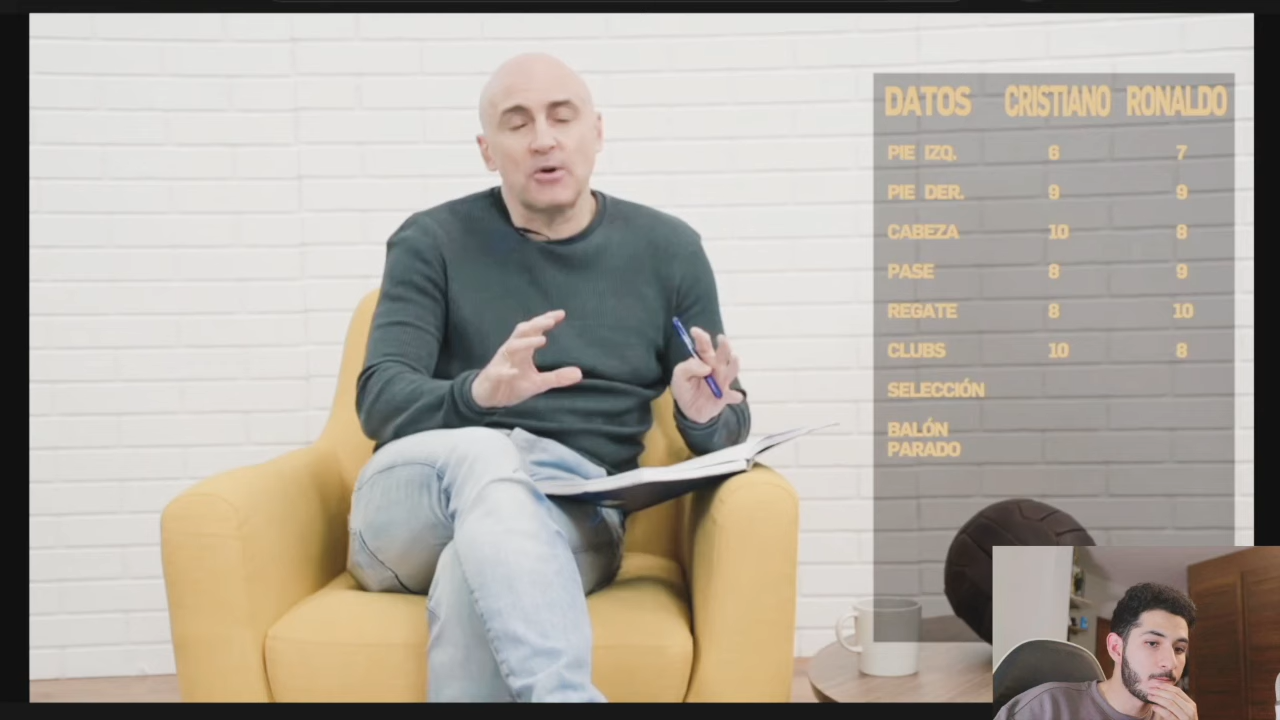 DATOS CRISTIANO RONALDO
PIE IZQ. 6 7
PIE DER. 9 9
CABEZA 10 8
PASE 8 9
REGATE 8 10
CLUBS 10 8
SELECCIÓN
BALÓN
PARADO